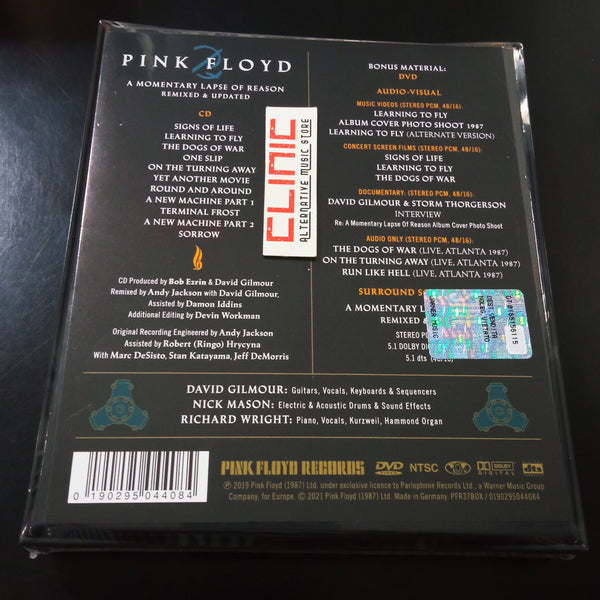 PINK FLOYD
A MOMENTARY LAPSE OF REASON
REMIXED & UPDATED
CD
SIGNS OF LIFE
LEARNING TO FLY
THE DOGS OF WAR
ONE SLIP
ON THE TURNING AWAY
YET ANOTHER MOVIE
ROUND AND AROUND
A NEW MACHINE PART 1
TERMINAL FROST
A NEW MACHINE PART 2
SORROW
CD Produced by Bob Ezrin & David Gilmour
Remixed by Andy Jackson with David Gilmour,
Assisted by Damon Iddins
Additional Editing by Devin Workman
Original Recording Engineered by Andy Jackson
Assisted by Robert (Ringo) Hrycyna
With Marc DeSisto, Stan Katayama, Jeff DeMorris
CLINIC
ALTERNATIVE MUSIC STORE
BONUS MATERIAL:
DVD
AUDIO-VISUAL
MUSIC VIDEOS (STEREO PCM, 48/16):
LEARNING TO FLY
ALBUM COVER PHOTO SHOOT 1987
LEARNING TO FLY (ALTERNATE VERSION)
CONCERT SCREEN FILMS (STEREO PCM, 48/16):
SIGNS OF LIFE
LEARNING TO FLY
THE DOGS OF WAR
DOCUMENTARY: (STEREO PCM, 48/16):
DAVID GILMOUR & STORM THORGERSON
INTERVIEW
Re: A Momentary Lapse Of Reason Album Cover Photo Shoot
AUDIO ONLY (STEREO PCM, 48/16):
THE DOGS OF WAR (LIVE, ATLANTA 1987)
ON THE TURNING AWAY (LIVE, ATLANTA 1987)
RUN LIKE HELL (LIVE, ATLANTA 1987)
SURROUND
A MOMENTARY
REMIXED &
STEREO
5.1 DOLBY
5.1 dts
DAVID GILMOUR: Guitars, Vocals, Keyboards & Sequencers
NICK MASON: Electric & Acoustic Drums & Sound Effects
RICHARD WRIGHT: Piano, Vocals, Kurzweil, Hammond Organ
0 190295 044084
PINK FLOYD RECORDS DVD VIDEO NTSC DOLBY DIGITAL dts
℗ 2019 Pink Floyd (1987) Ltd. under exclusive licence to Parlophone Records Ltd., a Warner Music Group
Company, for Europe. © 2021 Pink Floyd (1987) Ltd. Made in Germany. PFR37BOX / 0190295044084